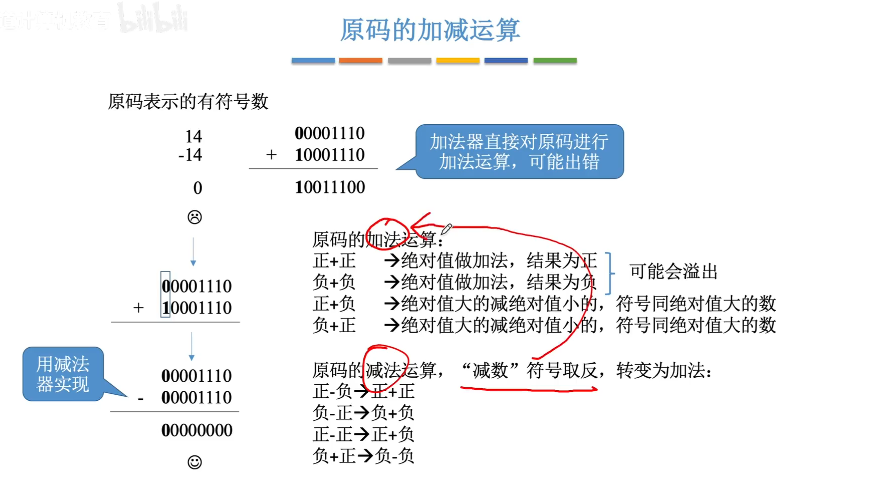 bilibili
原码的加减运算
原码表示的有符号数
14
-14
0
00001110
+ 10001110
10011100
加法器直接对原码进行
加法运算，可能出错
00001110
+ 10001110
用减法
器实现
00001110
- 00001110
00000000
原码的加法运算：
正+正 →绝对值做加法，结果为正
负+负 →绝对值做加法，结果为负
可能会溢出
正+负 →绝对值大的减绝对值小的，符号同绝对值大的数
负+正 →绝对值大的减绝对值小的，符号同绝对值大的数
原码的减法运算，“减数”符号取反，转变为加法：
正-负→正+正
负-正→负+负
正-正→正+负
负+正→负-负